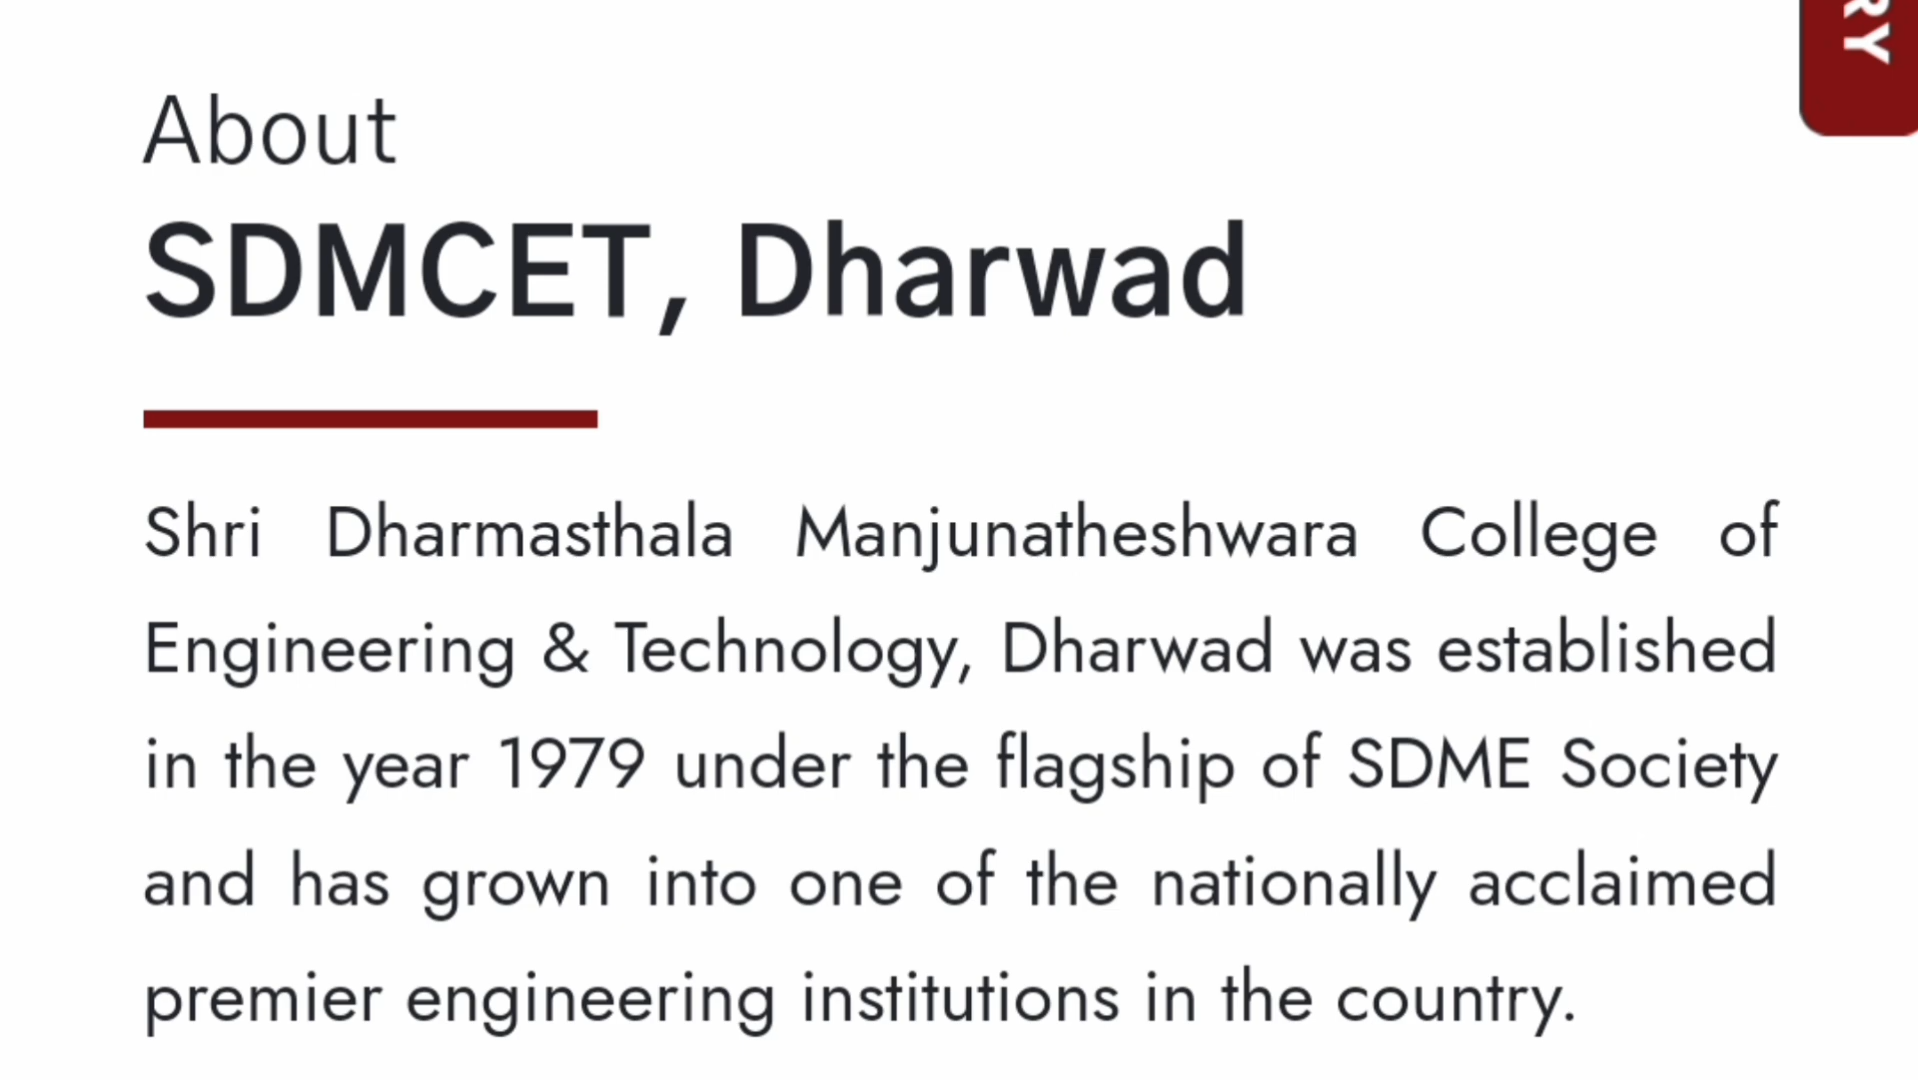 RY
About
SDMCET, Dharwad
Shri Dharmasthala Manjunatheshwara College of
Engineering & Technology, Dharwad was established
in the year 1979 under the flagship of SDME Society
and has grown into one of the nationally acclaimed
premier engineering institutions in the country.